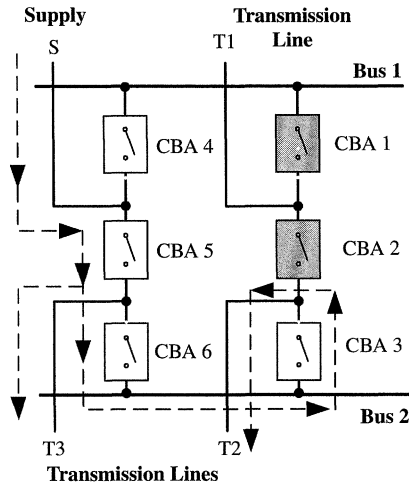 Supply
Transmission
Line
S
T1
Bus 1
CBA 4
CBA 1
CBA 5
CBA 2
CBA 6
CBA 3
Bus 2
T3
T2
Transmission Lines